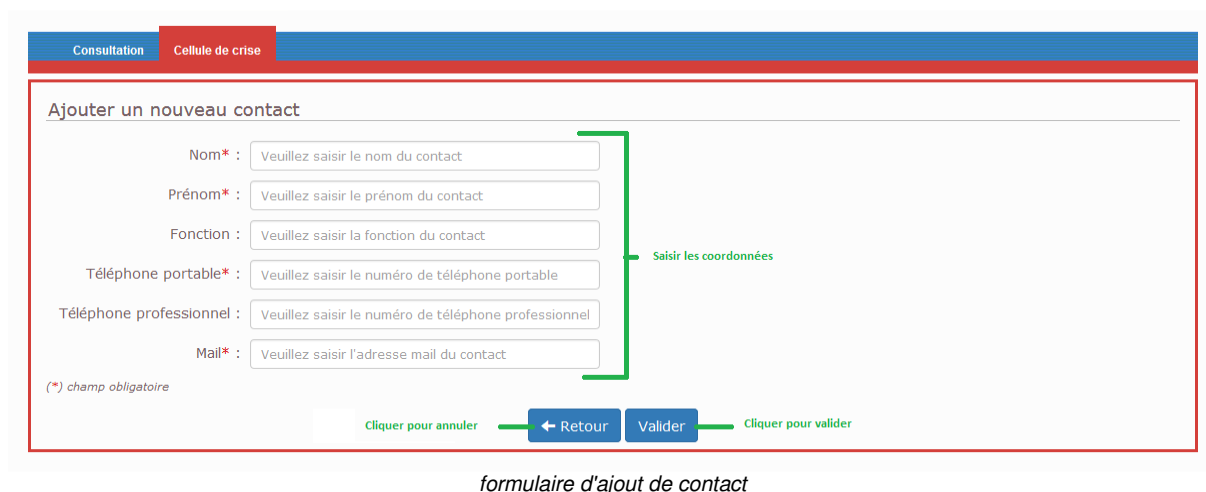 Consultation Cellule de crise
Ajouter un nouveau contact
Nom* : Veuillez saisir le nom du contact
Prénom* : Veuillez saisir le prénom du contact
Fonction : Veuillez saisir la fonction du contact
Saisir les coordonnées
Téléphone portable* : Veuillez saisir le numéro de téléphone portable
Téléphone professionnel : Veuillez saisir le numéro de téléphone professionnel
Mail* : Veuillez saisir l'adresse mail du contact
(*) champ obligatoire
Cliquer pour annuler Retour Valider Cliquer pour valider
formulaire d'ajout de contact